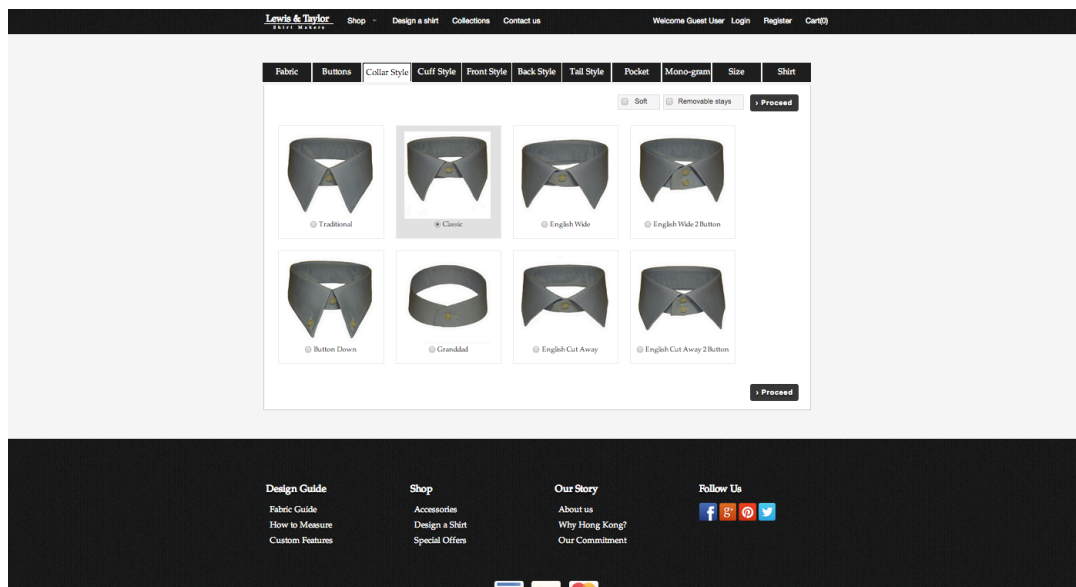 Lewis & Taylor
Shirt Makers
Shop
Design a shirt
Collections
Contact us
Welcome Guest User
Login
Register
Cart(0)
Fabric
Buttons
Collar Style
Cuff Style
Front Style
Back Style
Tail Style
Pocket
Mono-gram
Size
Shirt
Soft
Removable stays
› Proceed
Traditional
Classic
English Wide
English Wide 2 Button
Button Down
Granddad
English Cut Away
English Cut Away 2 Button
› Proceed
Design Guide
Fabric Guide
How to Measure
Custom Features
Shop
Accessories
Design a Shirt
Special Offers
Our Story
About us
Why Hong Kong?
Our Commitment
Follow Us